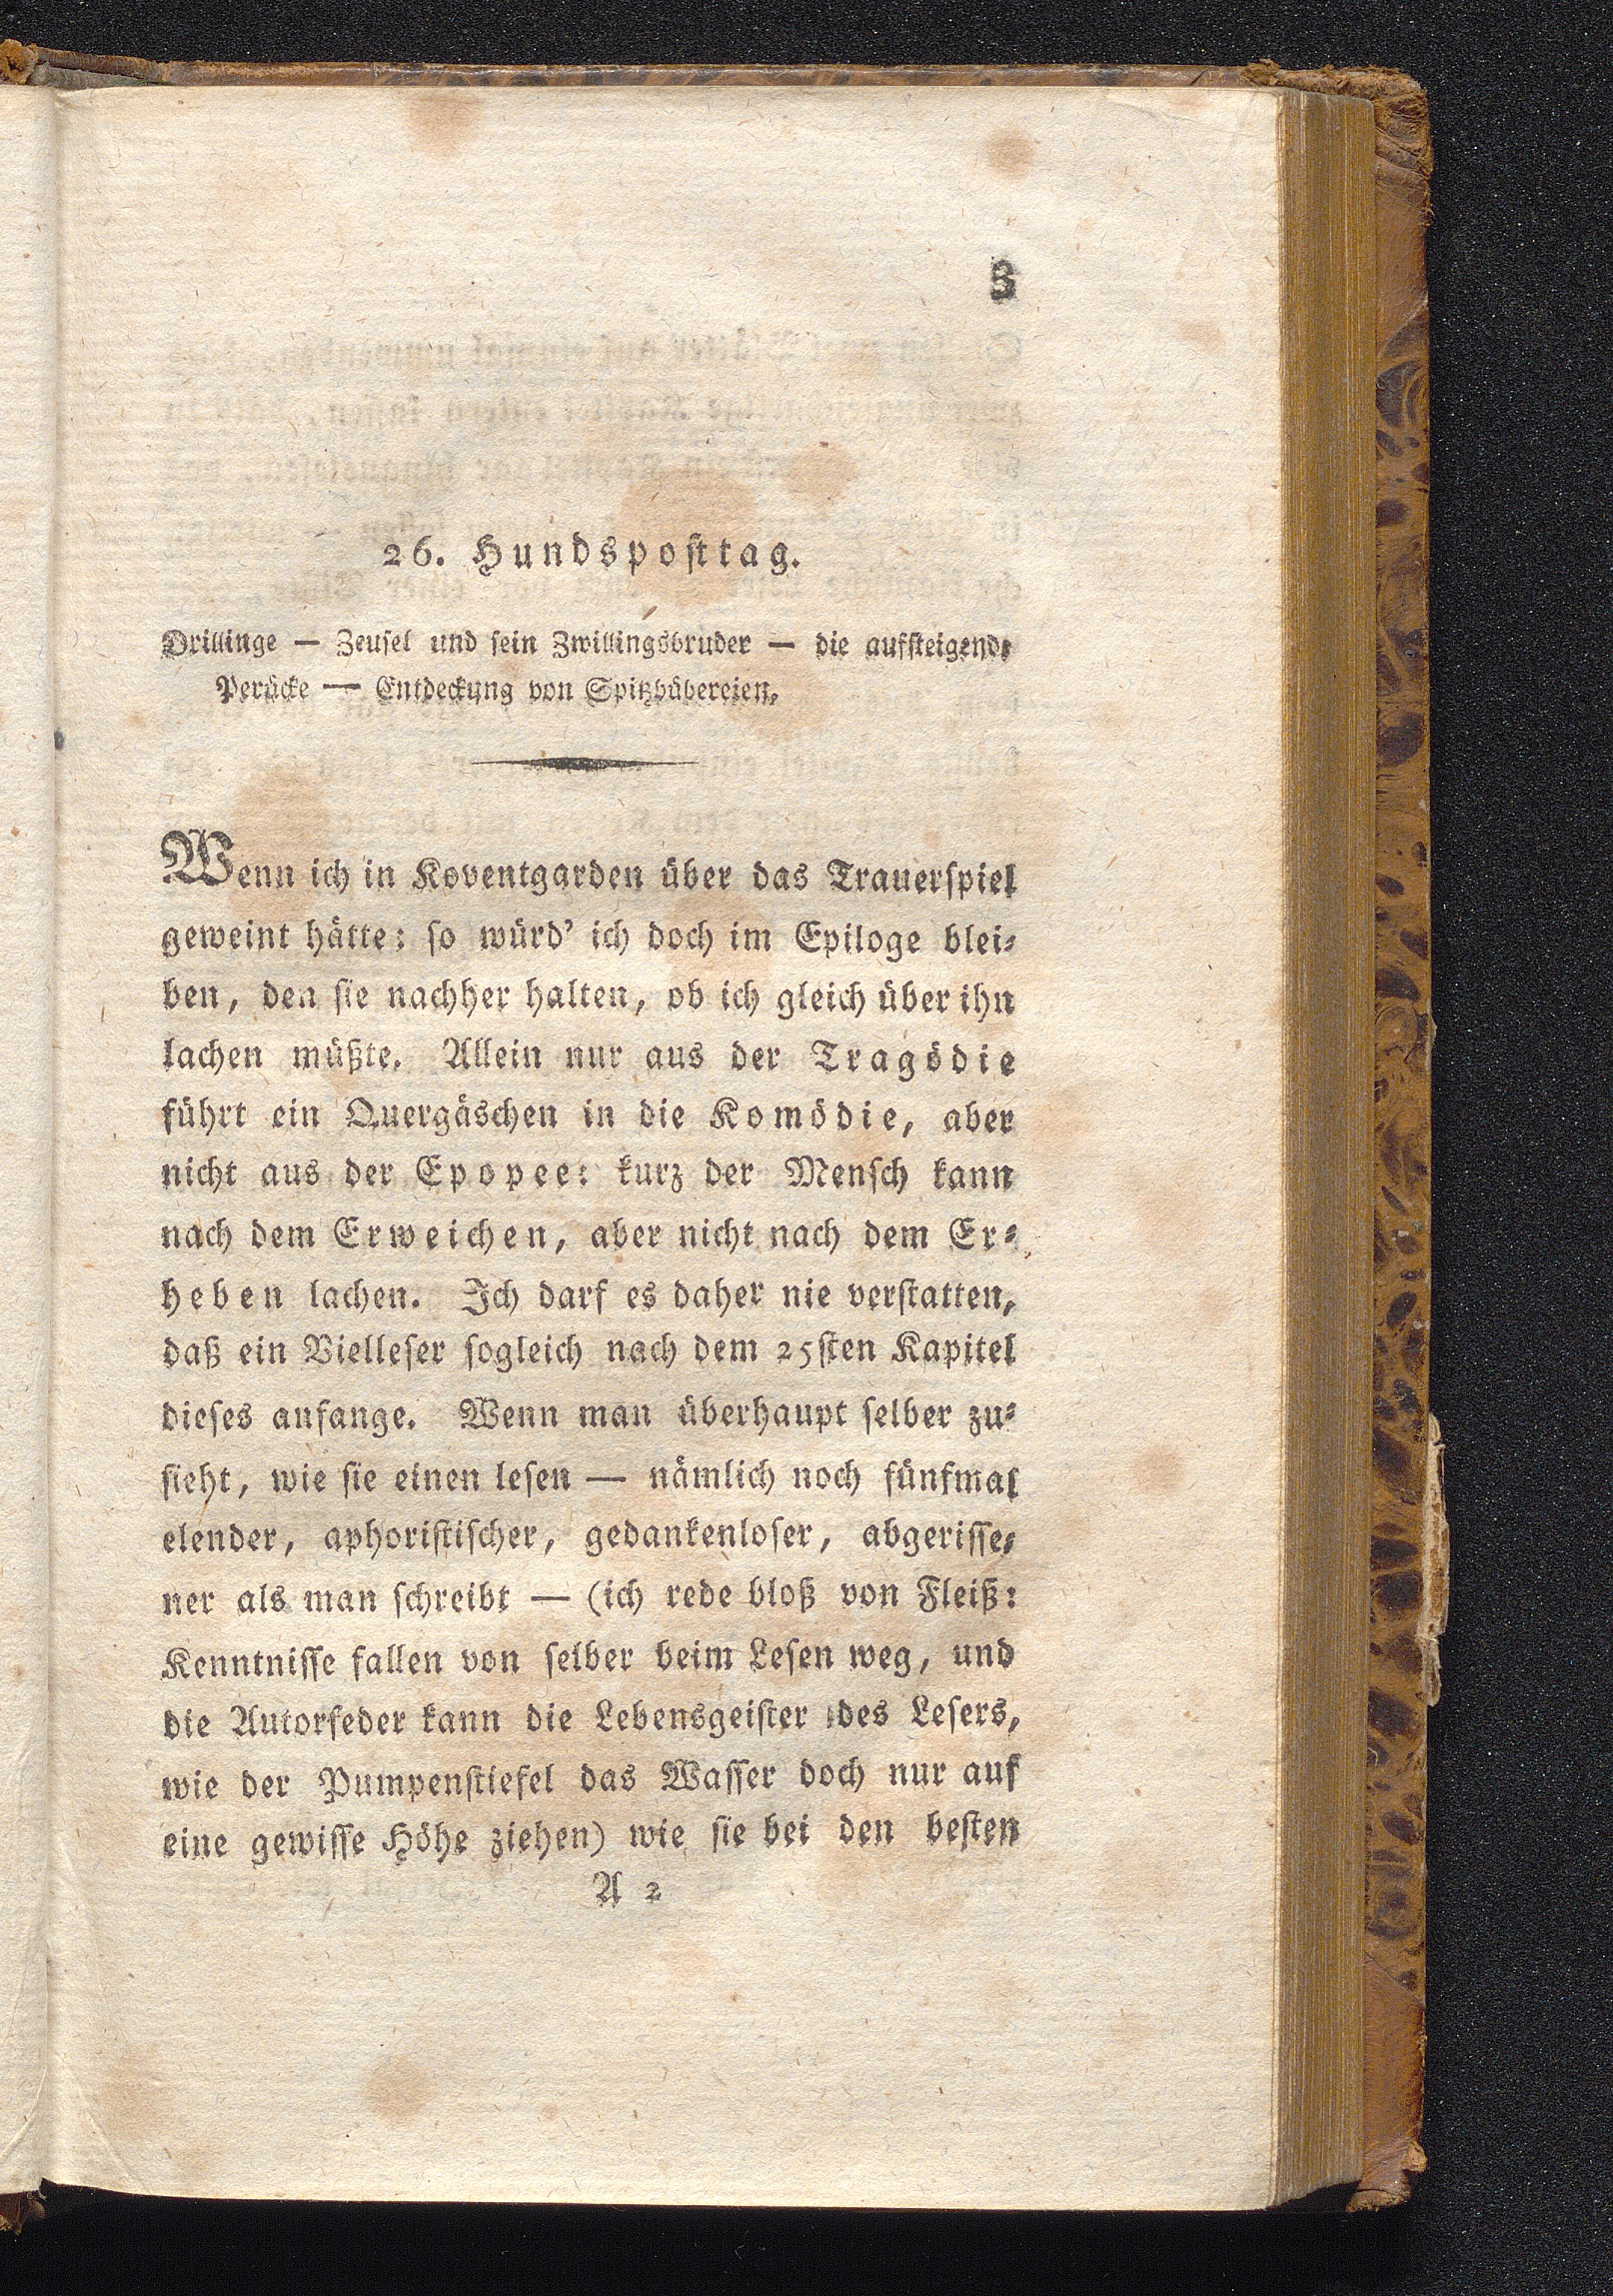 3
26. Hundspoſttag.
Drillinge — Zeuſel und ſein Zwillingsbruder — die aufſteigende
Perücke — Entdeckung von Spitzbübereien.
Wenn ich in Koventgarden über das Trauerſpiel
geweint hätte: ſo würd' ich doch im Epiloge blei⸗
ben, den ſie nachher halten, ob ich gleich über ihn
lachen müßte. Allein nur aus der Tragödie
führt ein Quergäschen in die Komödie, aber
nicht aus der Epopee: kurz der Menſch kann
nach dem Erweichen, aber nicht nach dem Er⸗
heben lachen. Ich darf es daher nie verſtatten,
daß ein Vielleſer ſogleich nach dem 25ſten Kapitel
dieſes anfange. Wenn man überhaupt ſelber zu⸗
ſieht, wie ſie einen leſen — nämlich noch fünfmal
elender, aphoriſtiſcher, gedankenloſer, abgeriſſe⸗
ner als man ſchreibt — (ich rede bloß von Fleiß:
Kenntniſſe fallen von ſelber beim Leſen weg, und
die Autorfeder kann die Lebensgeiſter des Leſers,
wie der Pumpenſtiefel das Waſſer doch nur auf
eine gewiſſe Höhe ziehen) wie ſie bei den beſten
A 2